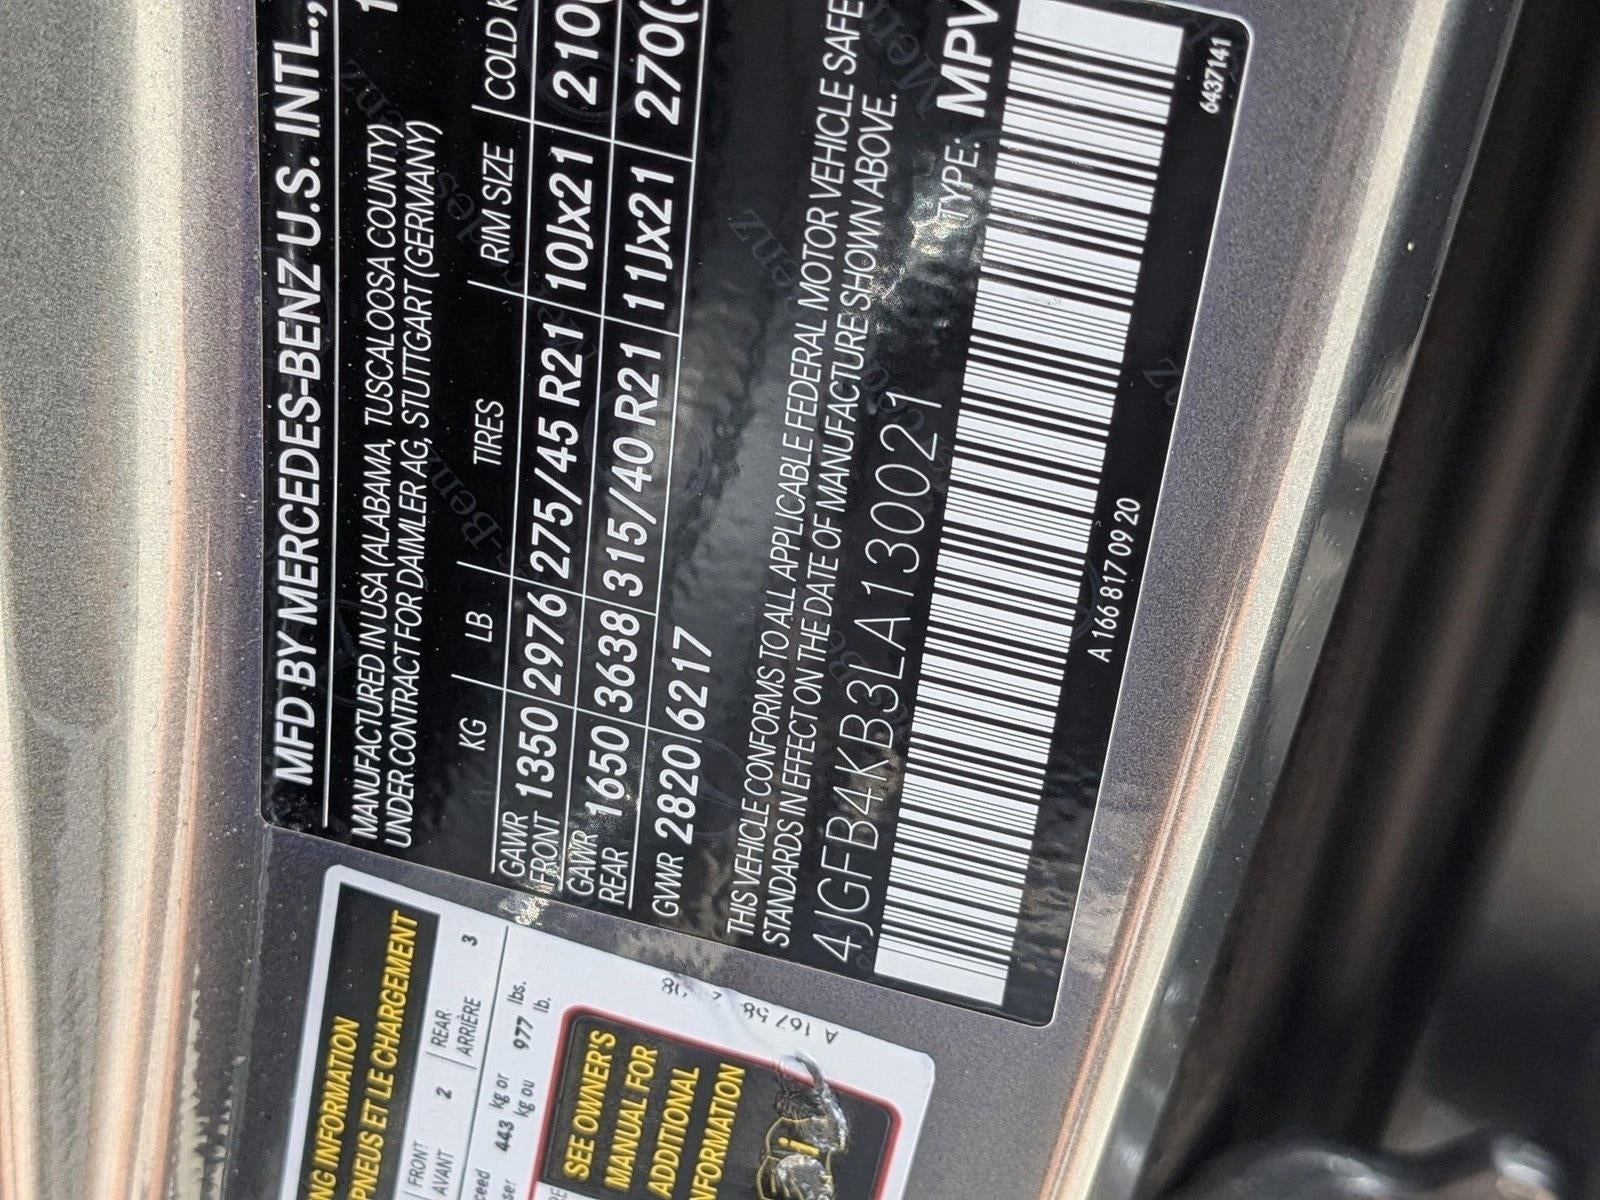 MFD BY MERCEDES-BENZ U.S. INTL.,
MANUFACTURED IN USA (ALABAMA, TUSCALOOSA COUNTY)
UNDER CONTRACT FOR DAIMLER AG, STUTTGART (GERMANY)
KG LB TIRES RIM SIZE COLD
GAWR FRONT 1350 2976 275/45 R21 10Jx21 210(
GAWR REAR 1650 3638 315/40 R21 11Jx21 270(
GVWR 2820 6217
THIS VEHICLE CONFORMS TO ALL APPLICABLE FEDERAL MOTOR VEHICLE SAFE
STANDARDS IN EFFECT ON THE DATE OF MANUFACTURE SHOWN ABOVE.
4JGFB4KB3LA130021 TYPE: MPV
A 166 817 09 20
6437141
NG INFORMATION
PNEUS ET LE CHARGEMENT
FRONT 2 REAR 3
AVANT ARRIÈRE
ceed 443 kg or 977 lbs.
kg ou lb.
SEE OWNER'S
MANUAL FOR
ADDITIONAL
NFORMATION